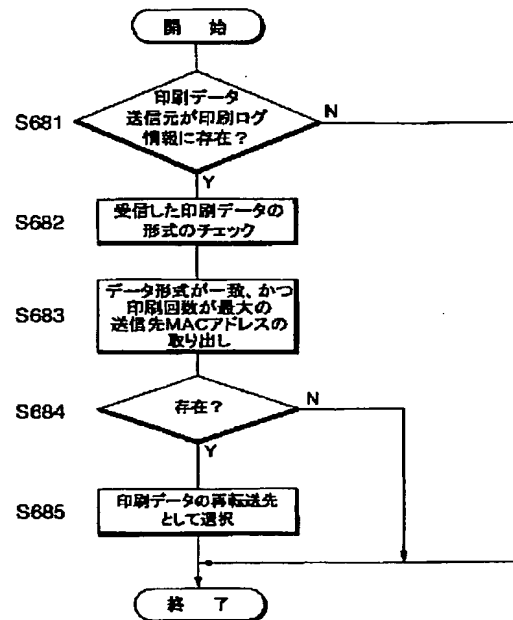 開 始
印刷データ
送信元が印刷ログ
情報に存在？
N
S681
Y
受信した印刷データの
形式のチェック
S682
データ形式が一致、かつ
印刷回数が最大の
送信先MACアドレスの
取り出し
S683
存在？
N
S684
Y
印刷データの再転送先
として選択
S685
終 了